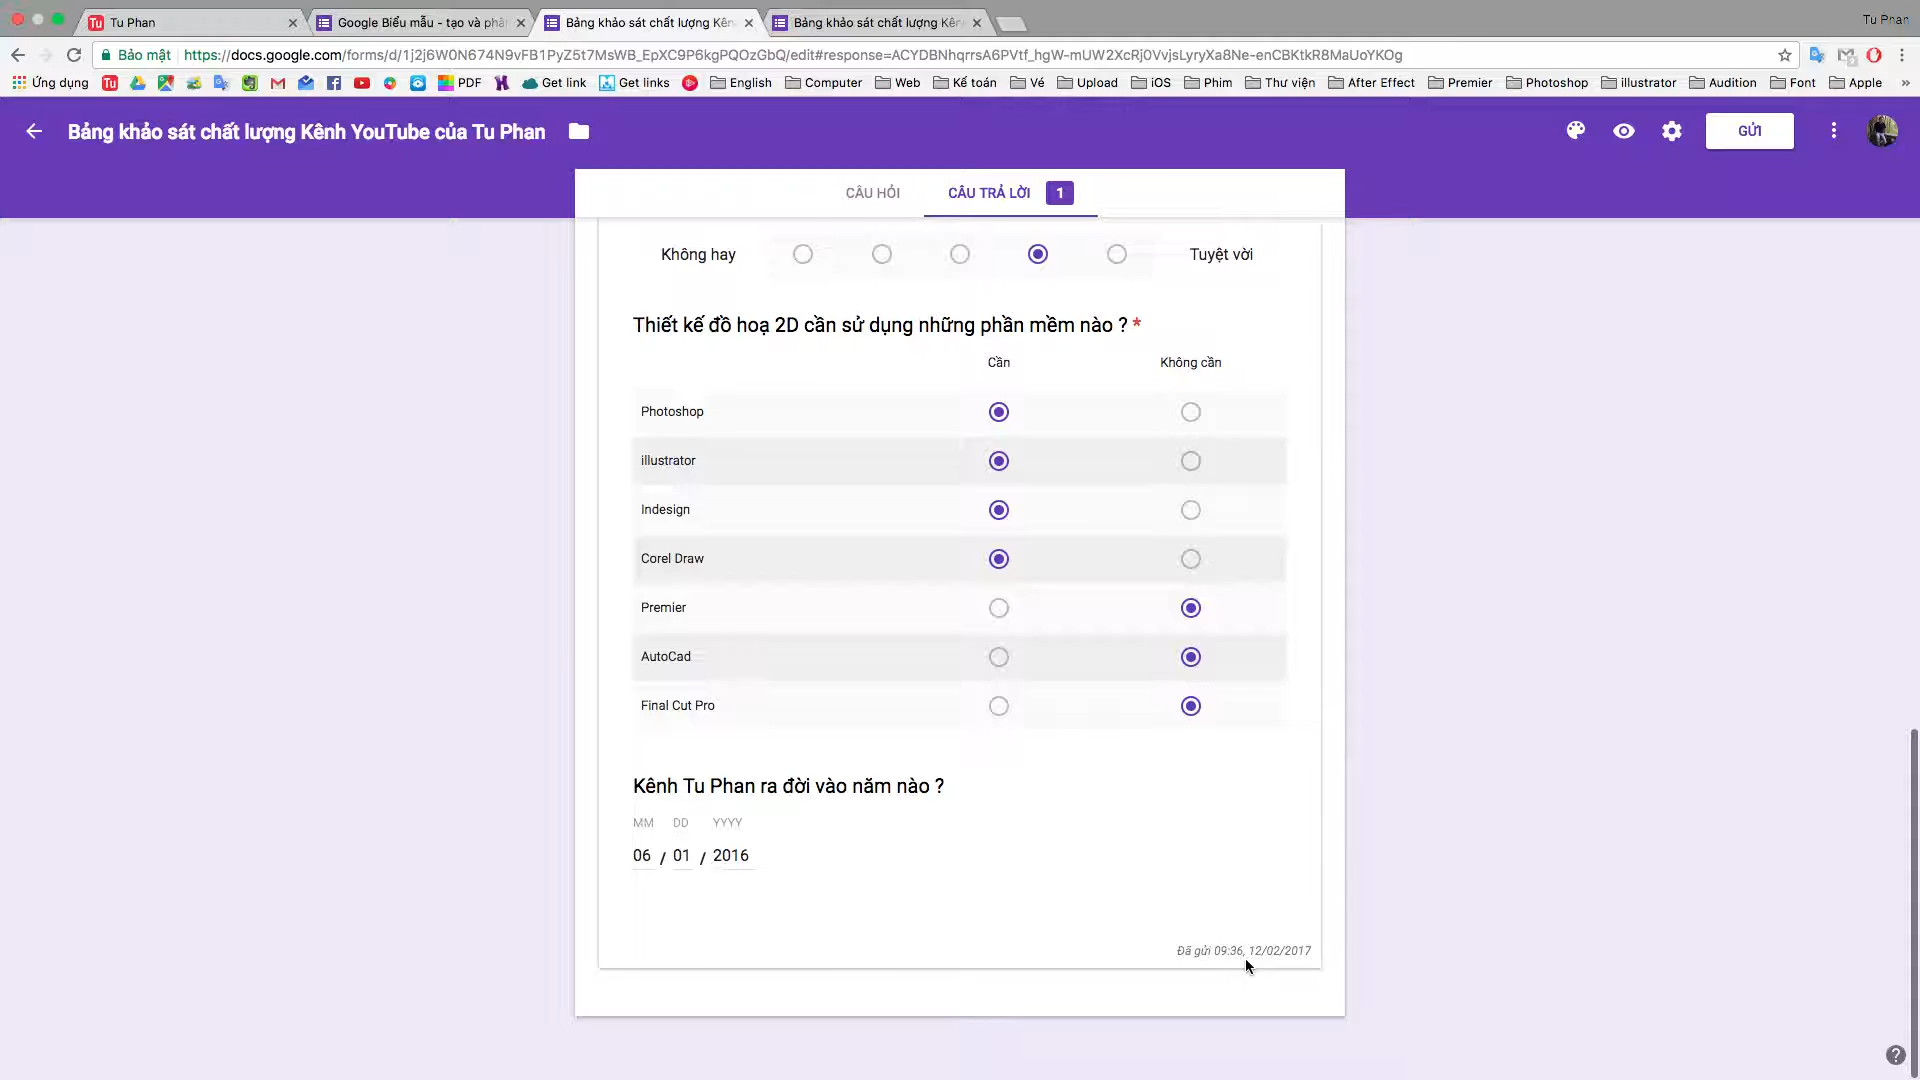 Tu Phan
Google Biểu mẫu - tạo và phân
Bảng khảo sát chất lượng Kên
Bảng khảo sát chất lượng Kên
Tu Phan
Bảo mật
https://docs.google.com/forms/d/1j2j6W0N674N9vFB1PyZ5t7MsWB_EpXC9P6kgPQOzGbQ/edit#response=ACYDBNhqrrsA6PVtf_hgW-mUW2XcRj0VvjsLyryXa8Ne-enCBKtkR8MaUoYKOg
Ứng dụng
Tu
PDF
Get link
Get links
English
Computer
Web
Kế toán
Vé
Upload
iOS
Phim
Thư viện
After Effect
Premier
Photoshop
illustrator
Audition
Font
Apple
»
Bảng khảo sát chất lượng Kênh YouTube của Tu Phan
GỬI
CÂU HỎI
CÂU TRẢ LỜI
1
Không hay
Tuyệt vời
Thiết kế đồ hoạ 2D cần sử dụng những phần mềm nào ? *
Cần
Không cần
Photoshop
illustrator
Indesign
Corel Draw
Premier
AutoCad
Final Cut Pro
Kênh Tu Phan ra đời vào năm nào ?
MM DD YYYY
06 / 01 / 2016
Đã gửi 09:36, 12/02/2017
?